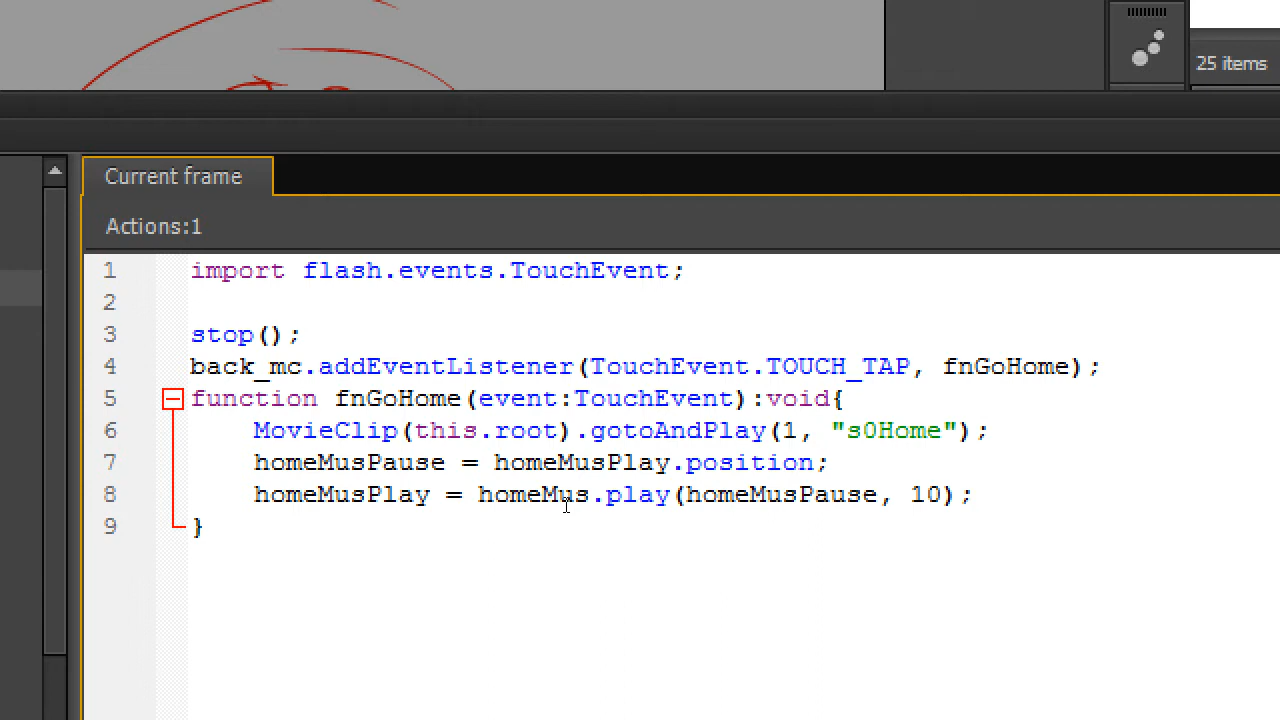 25 items
Current frame
Actions:1
1 import flash.events.TouchEvent;
2
3 stop();
4 back_mc.addEventListener(TouchEvent.TOUCH_TAP, fnGoHome);
5 function fnGoHome(event:TouchEvent):void{
6 MovieClip(this.root).gotoAndPlay(1, "s0Home");
7 homeMusPause = homeMusPlay.position;
8 homeMusPlay = homeMus.play(homeMusPause, 10);
9 }